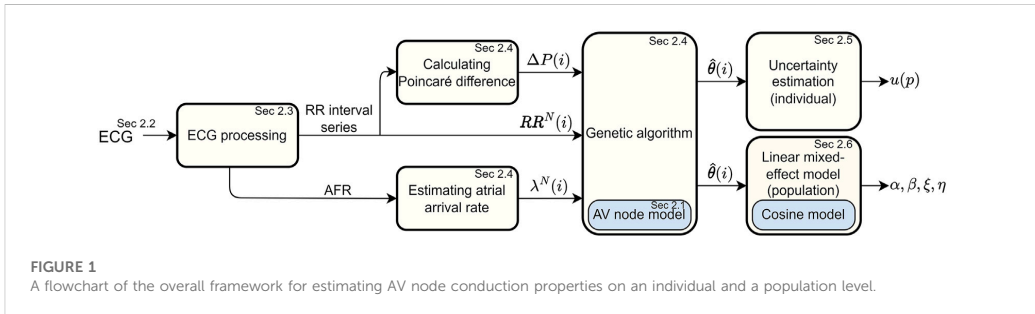 ECG
Sec 2.2
Sec 2.3
ECG processing
RR interval
series
AFR
Sec 2.4
Calculating
Poincaré difference
ΔP(i)
RR^N(i)
Sec 2.4
Estimating atrial
arrival rate
λ^N(i)
Sec 2.4
Genetic algorithm
Sec 2.1
AV node model
θ̂(i)
θ̂(i)
Sec 2.5
Uncertainty
estimation
(individual)
u(p)
Sec 2.6
Linear mixed-
effect model
(population)
Cosine model
α, β, ξ, η
FIGURE 1
A flowchart of the overall framework for estimating AV node conduction properties on an individual and a population level.